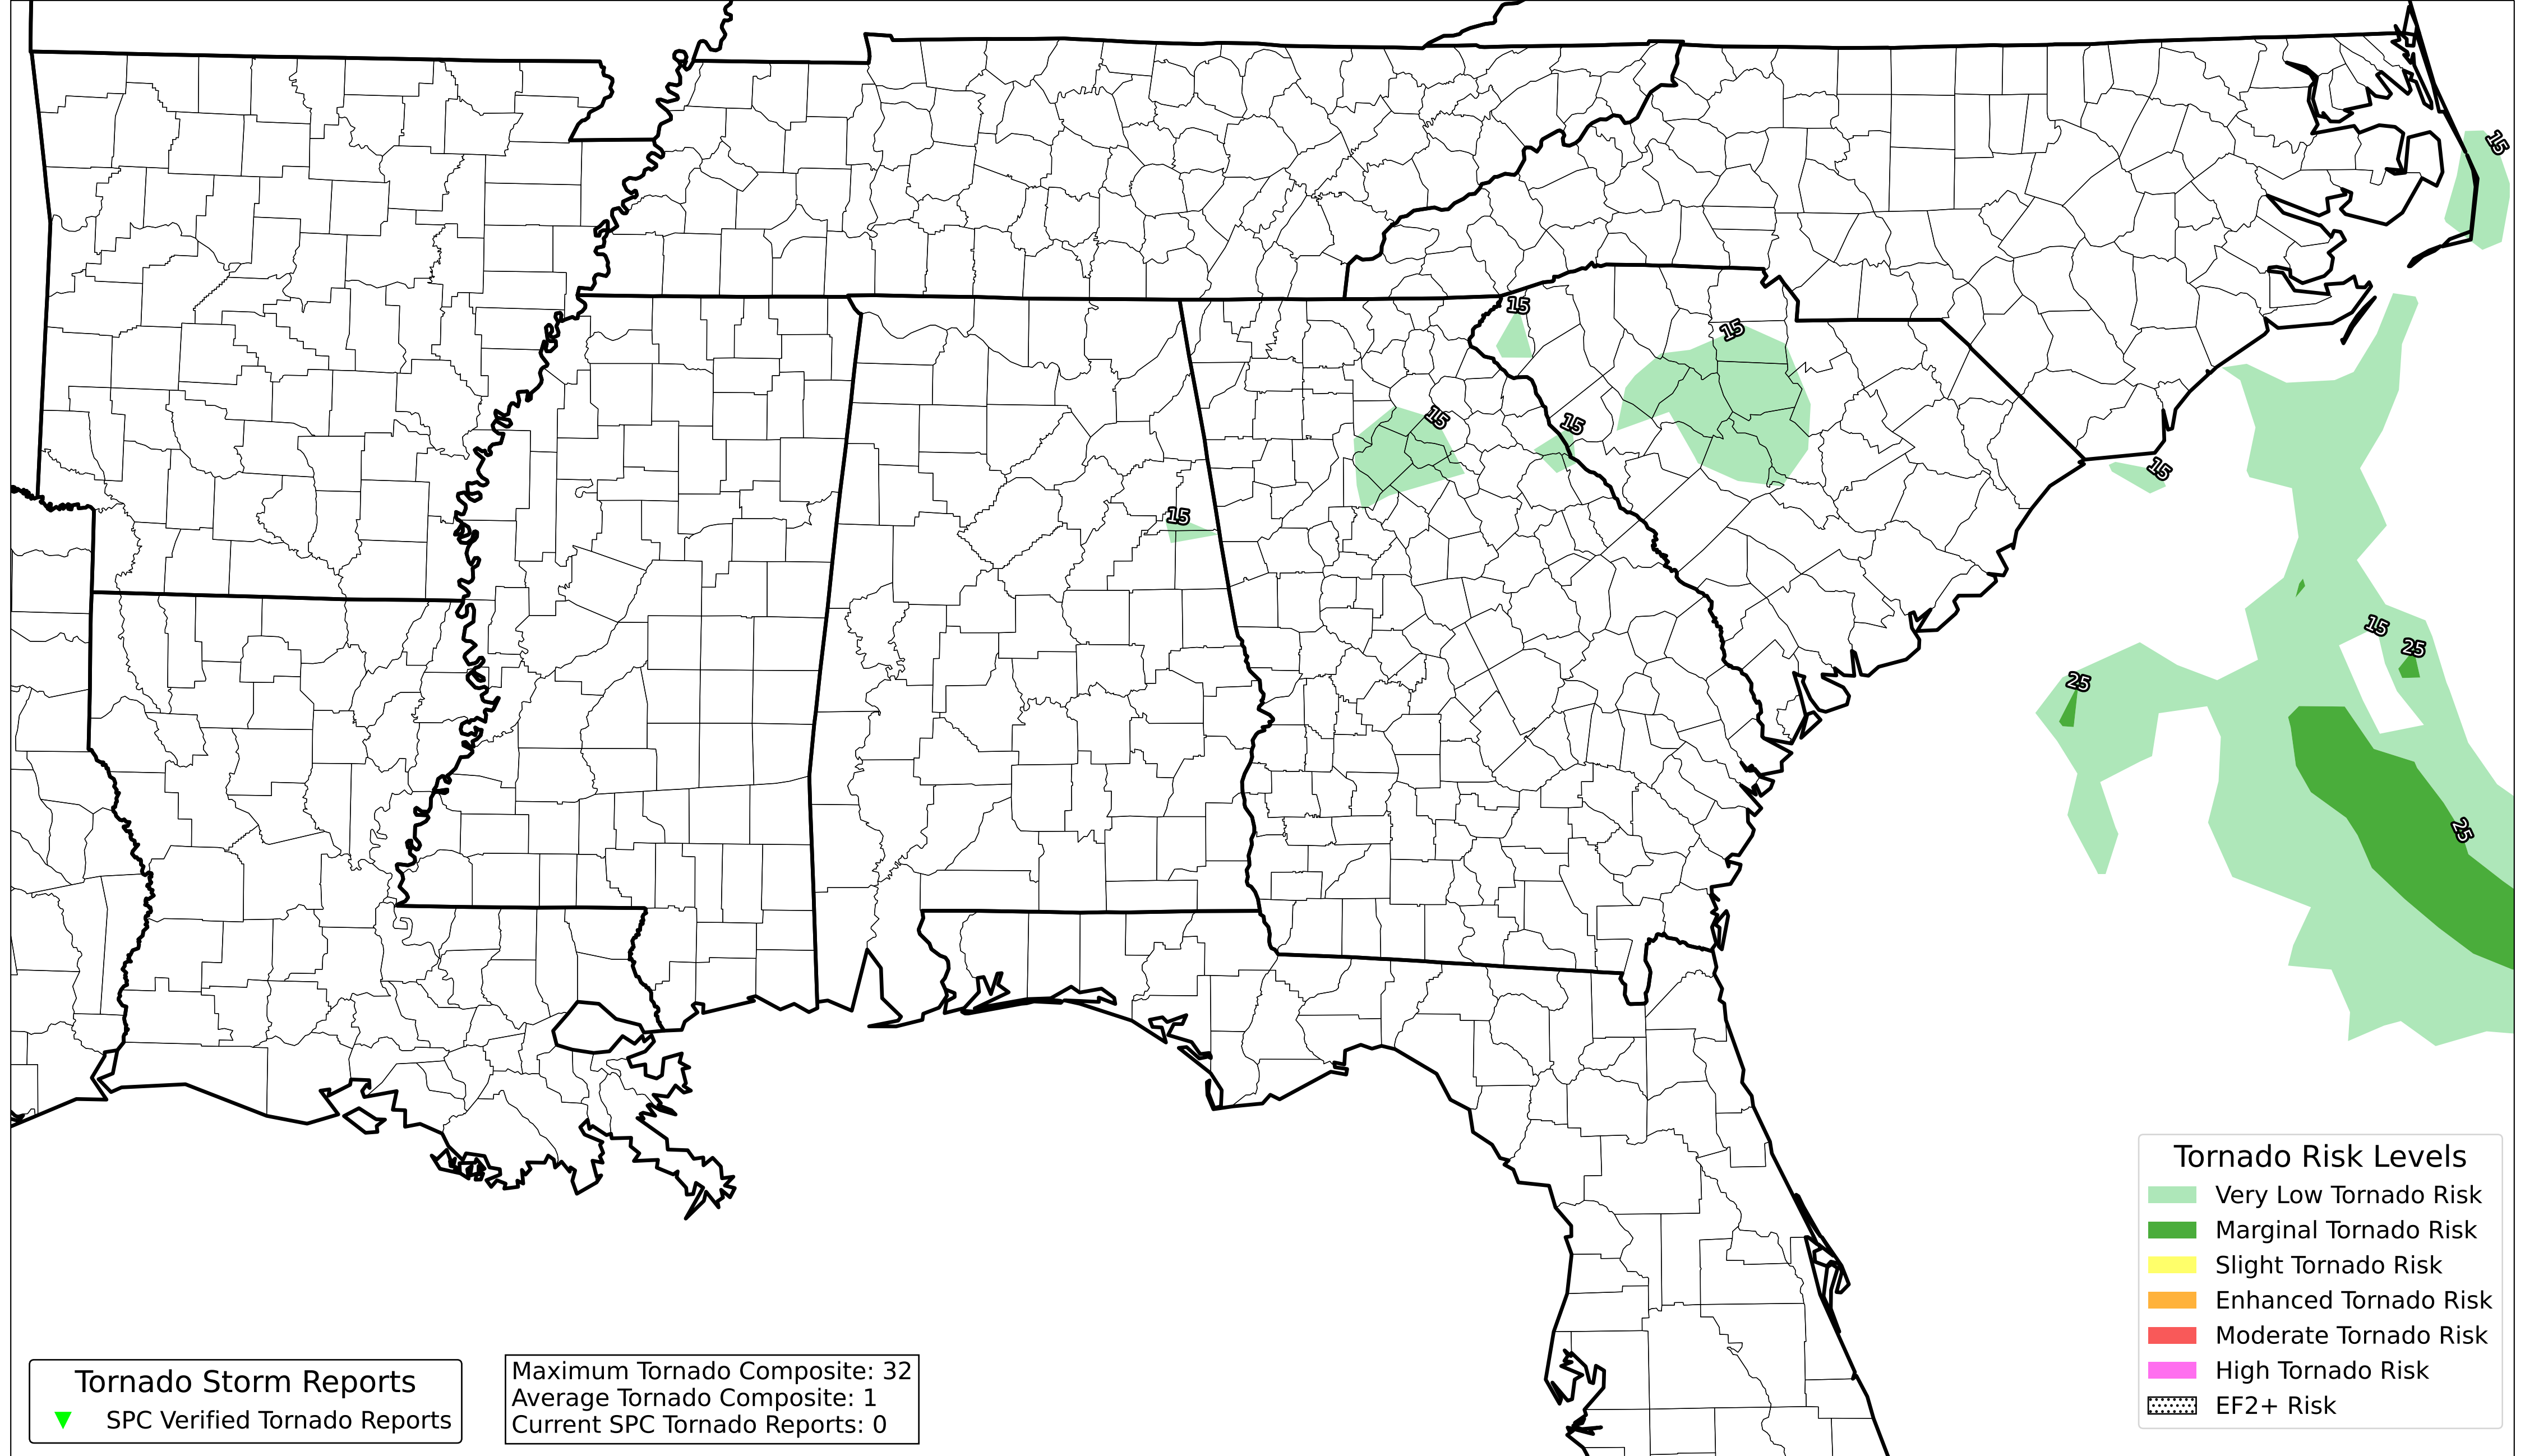 15
15
15
15
15
15
15
15
25
25
25
Tornado Risk Levels
Very Low Tornado Risk
Marginal Tornado Risk
Slight Tornado Risk
Enhanced Tornado Risk
Moderate Tornado Risk
High Tornado Risk
EF2+ Risk
Tornado Storm Reports
SPC Verified Tornado Reports
Maximum Tornado Composite: 32
Average Tornado Composite: 1
Current SPC Tornado Reports: 0